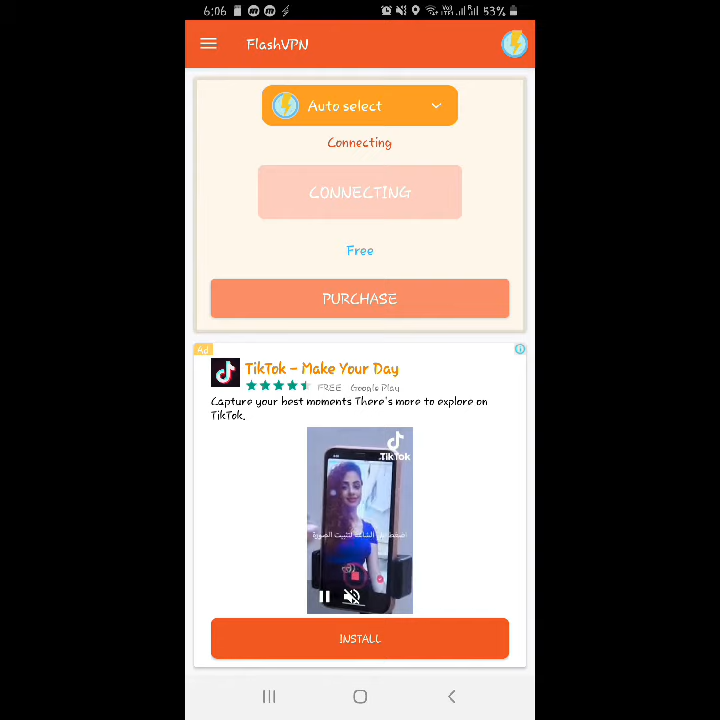 6:06 53%
FlashVPN
Auto select
Connecting
CONNECTING
Free
PURCHASE
Ad
TikTok – Make Your Day
FREE Google Play
Capture your best moments There's more to explore on
TikTok.
TikTok
INSTALL